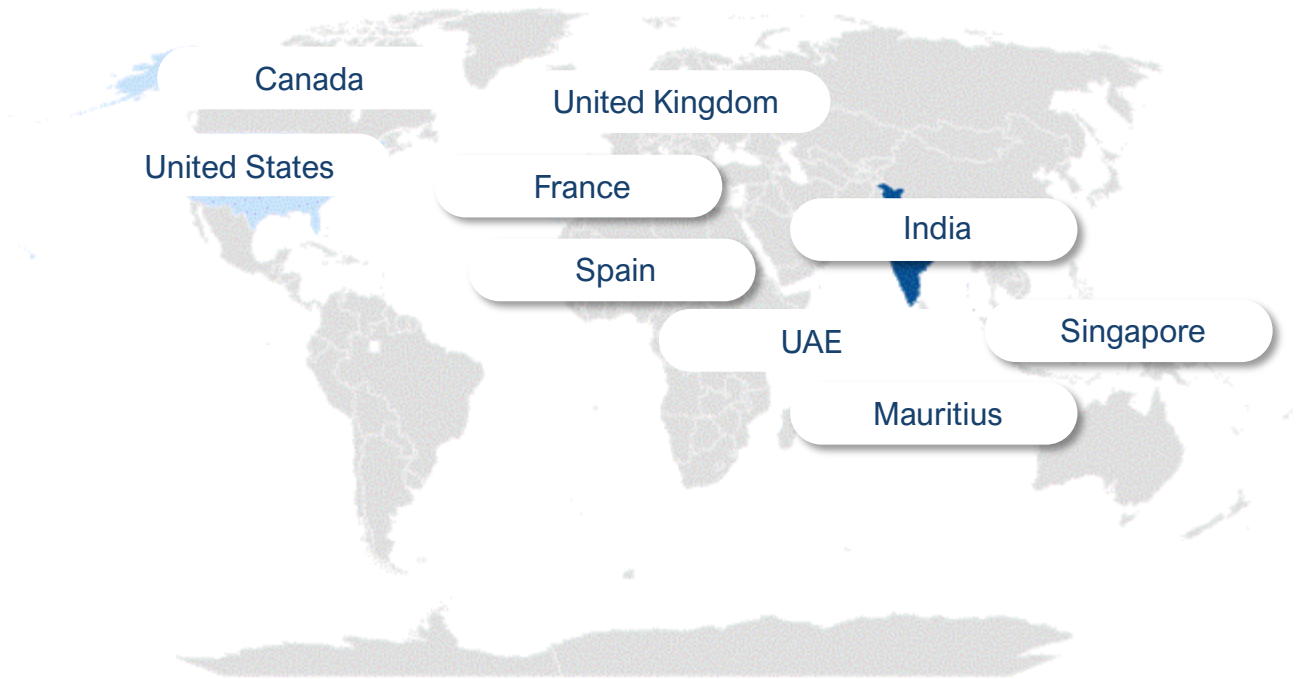 Canada
United Kingdom
United States
France
India
Spain
Singapore
UAE
Mauritius